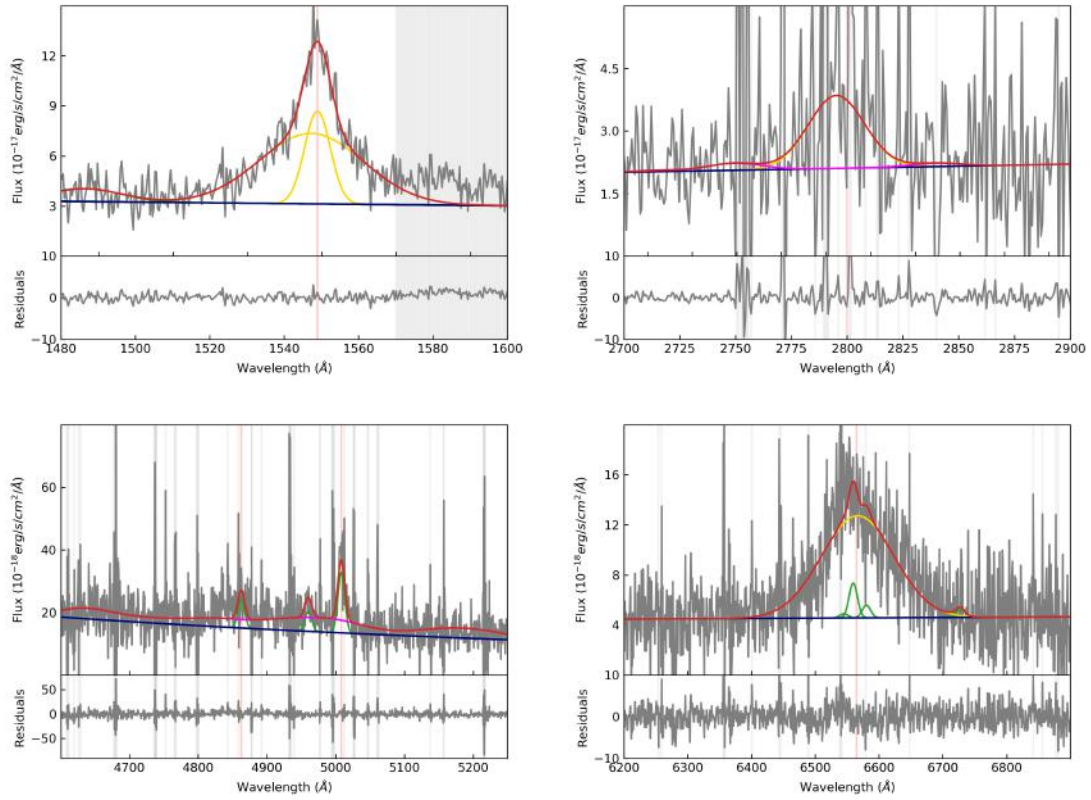 12
9
6
3
Flux (10⁻¹⁷erg/s/cm²/Å)
10
0
−10
Residuals
1480 1500 1520 1540 1560 1580 1600
Wavelength (Å)
4.5
3.0
1.5
Flux (10⁻¹⁷erg/s/cm²/Å)
10
0
−10
Residuals
2700 2725 2750 2775 2800 2825 2850 2875 2900
Wavelength (Å)
60
40
20
Flux (10⁻¹⁸erg/s/cm²/Å)
50
0
−50
Residuals
4700 4800 4900 5000 5100 5200
Wavelength (Å)
16
12
8
4
Flux (10⁻¹⁸erg/s/cm²/Å)
10
0
−10
Residuals
6200 6300 6400 6500 6600 6700 6800
Wavelength (Å)